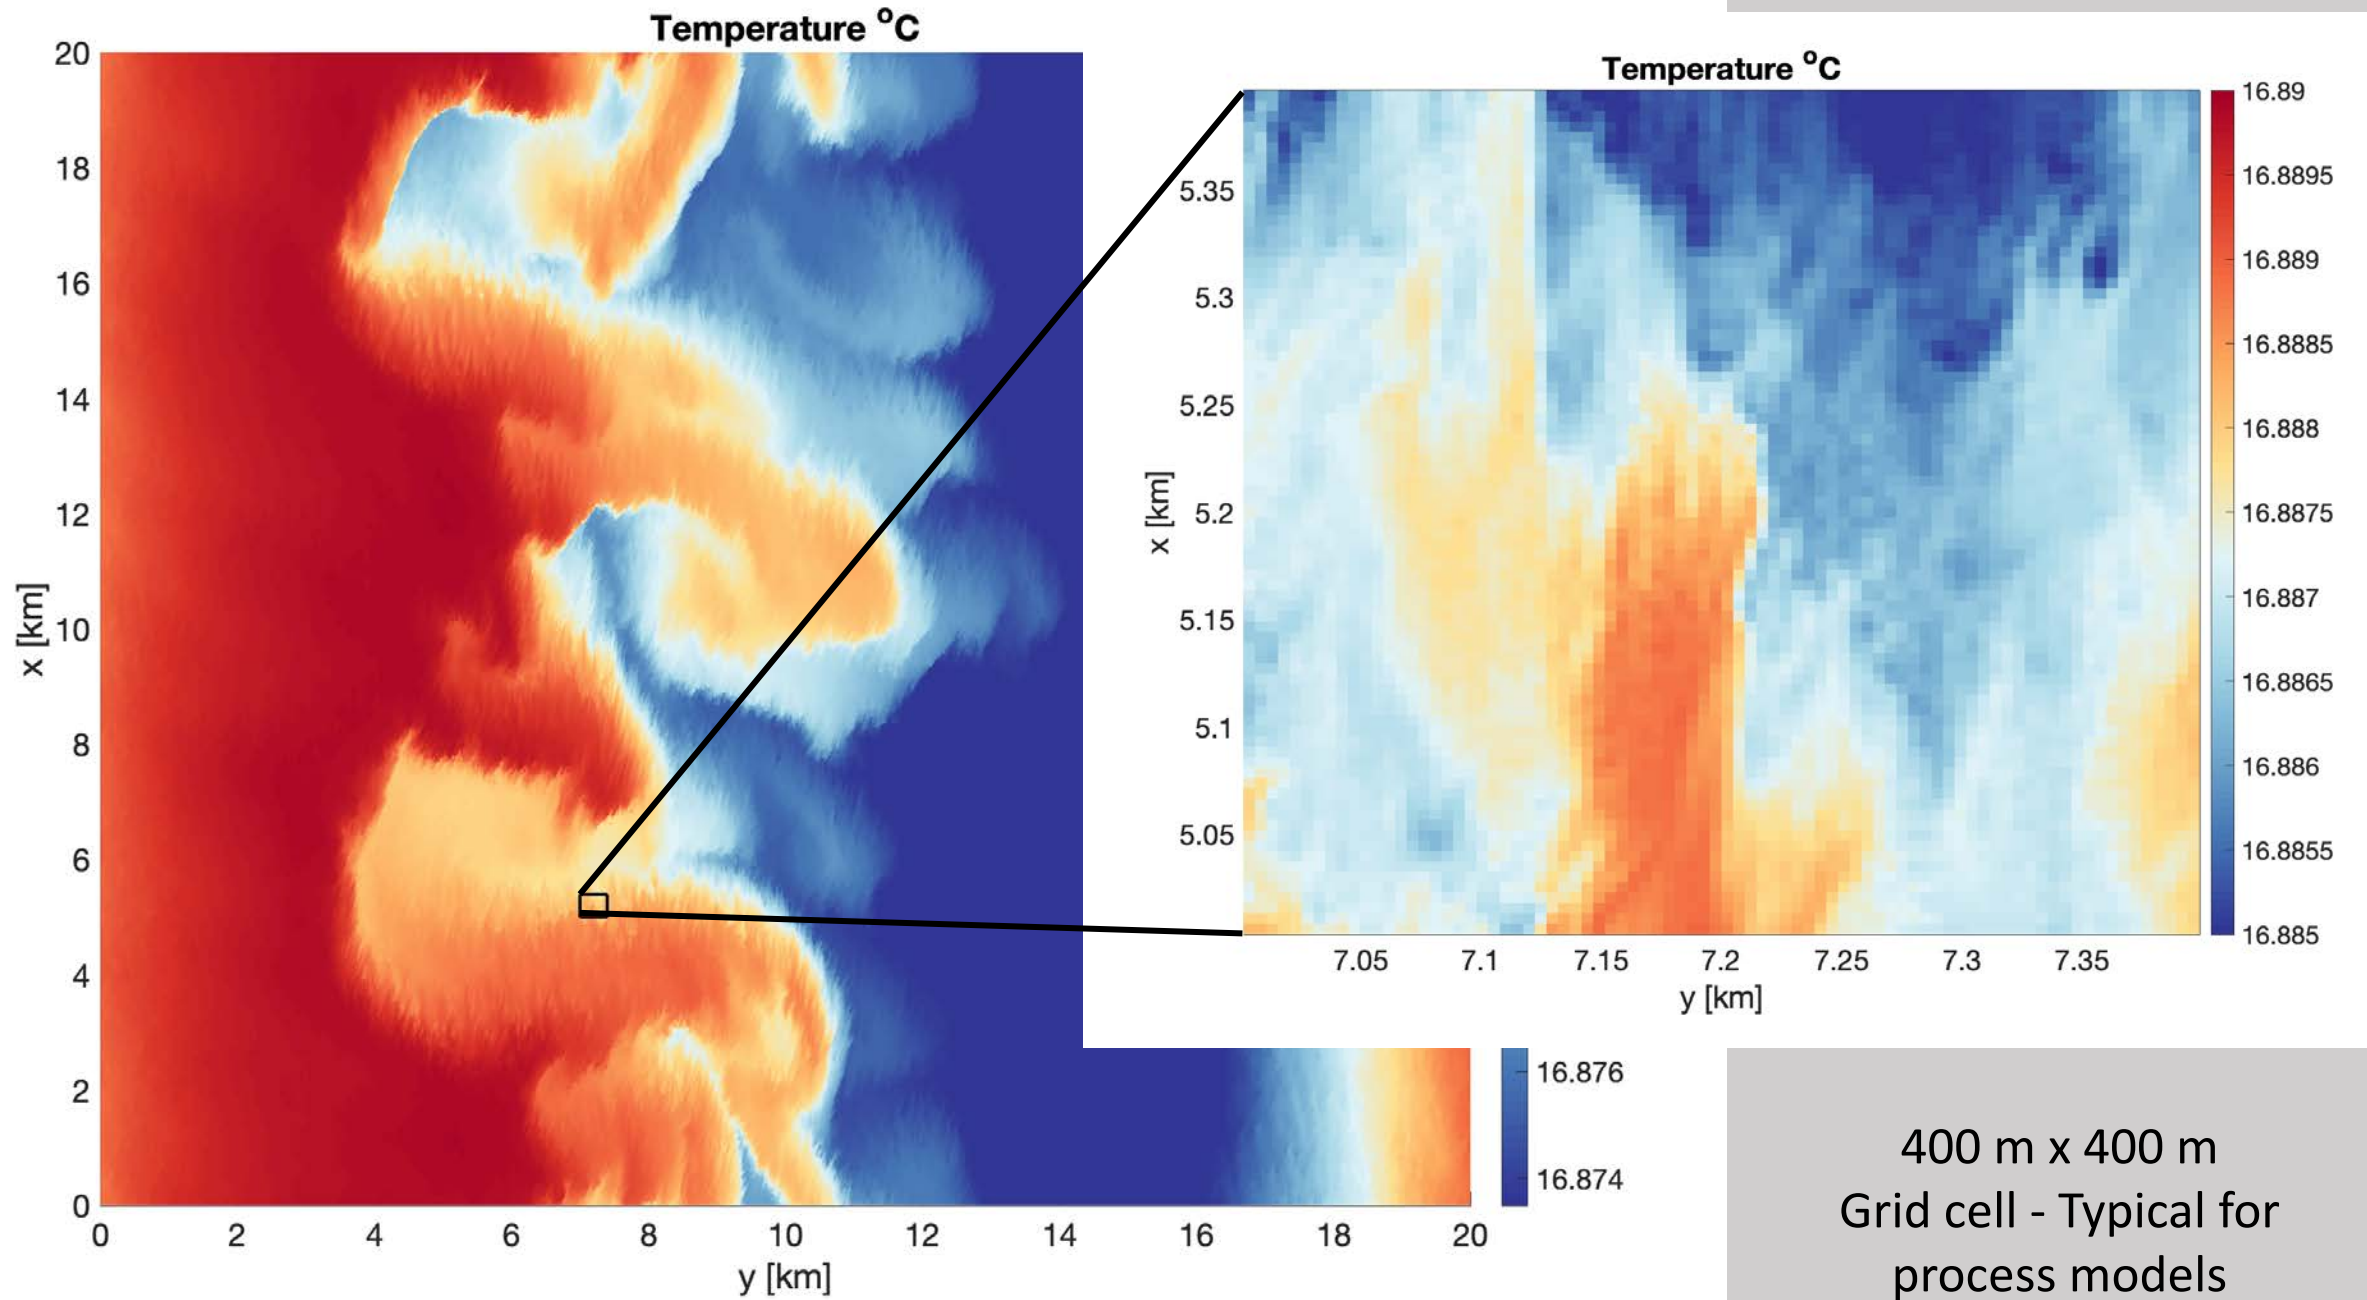 Temperature °C
20
18
16
14
12
10
8
6
4
2
0
x [km]
0 2 4 6 8 10 12 14 16 18 20
y [km]
16.876
16.874
Temperature °C
5.35
5.3
5.25
5.2
5.15
5.1
5.05
x [km]
7.05 7.1 7.15 7.2 7.25 7.3 7.35
y [km]
16.89
16.8895
16.889
16.8885
16.888
16.8875
16.887
16.8865
16.886
16.8855
16.885
400 m x 400 m
Grid cell - Typical for
process models